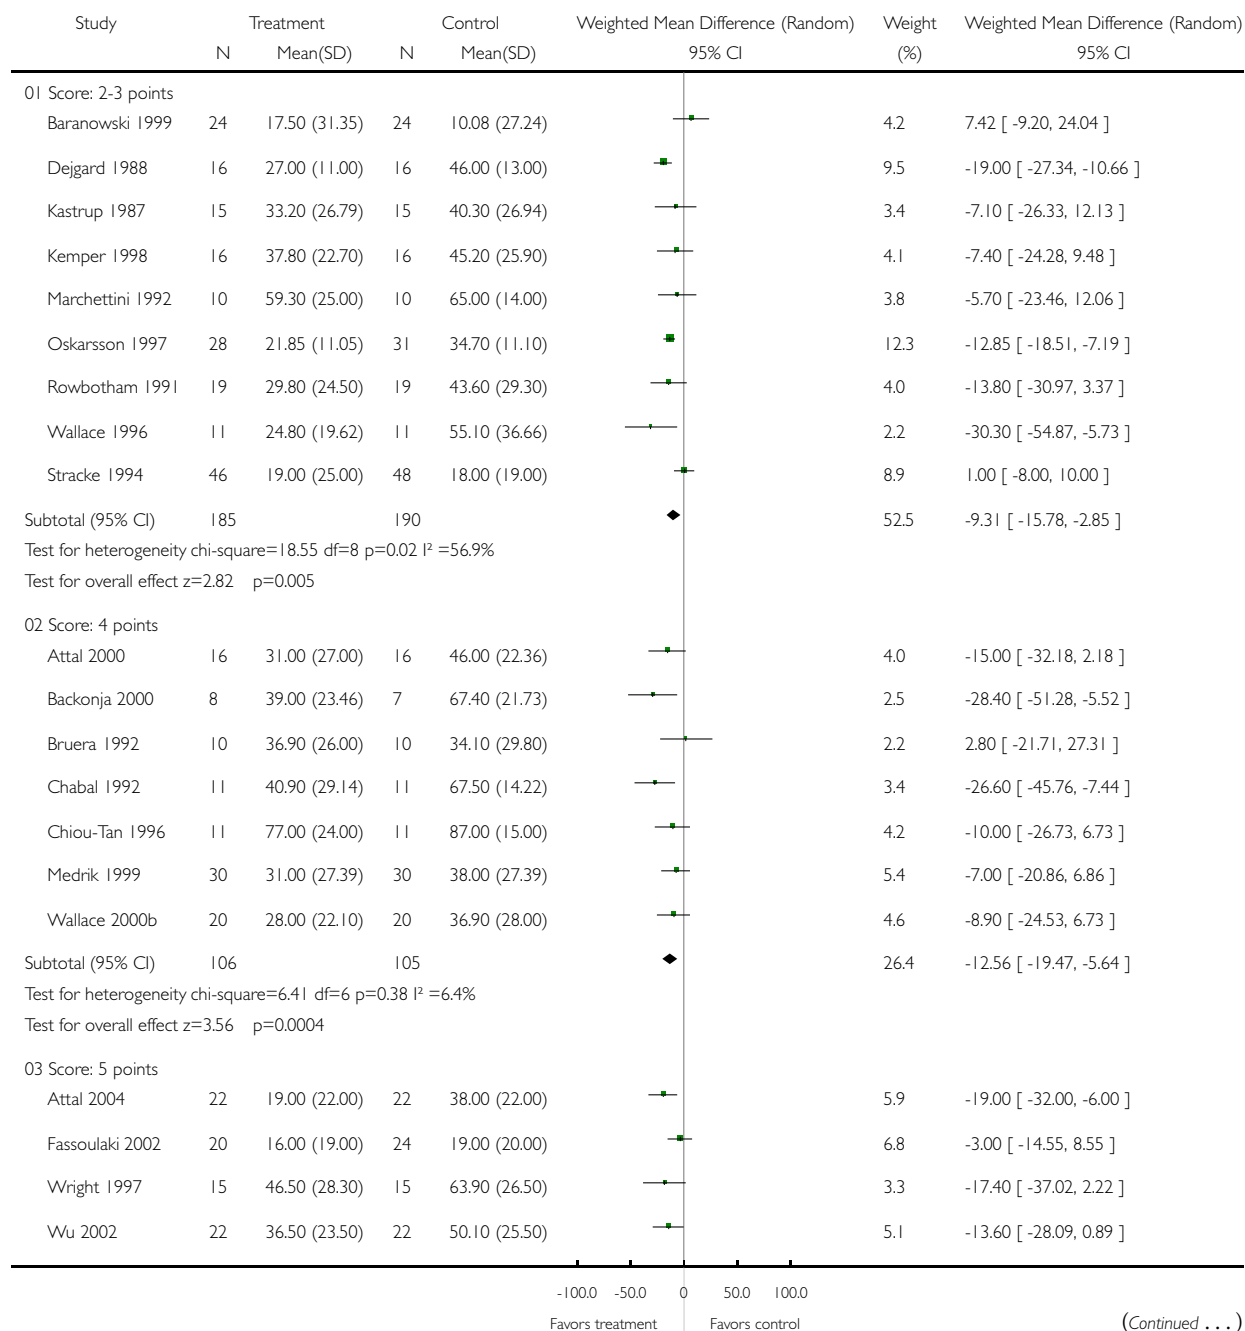 Study Treatment Control Weighted Mean Difference (Random) Weight Weighted Mean Difference (Random)
N Mean(SD) N Mean(SD) 95% CI (%) 95% CI
01 Score: 2-3 points
Baranowski 1999 24 17.50 (31.35) 24 10.08 (27.24) 4.2 7.42 [ -9.20, 24.04 ]
Dejgard 1988 16 27.00 (11.00) 16 46.00 (13.00) 9.5 -19.00 [ -27.34, -10.66 ]
Kastrup 1987 15 33.20 (26.79) 15 40.30 (26.94) 3.4 -7.10 [ -26.33, 12.13 ]
Kemper 1998 16 37.80 (22.70) 16 45.20 (25.90) 4.1 -7.40 [ -24.28, 9.48 ]
Marchettini 1992 10 59.30 (25.00) 10 65.00 (14.00) 3.8 -5.70 [ -23.46, 12.06 ]
Oskarsson 1997 28 21.85 (11.05) 31 34.70 (11.10) 12.3 -12.85 [ -18.51, -7.19 ]
Rowbotham 1991 19 29.80 (24.50) 19 43.60 (29.30) 4.0 -13.80 [ -30.97, 3.37 ]
Wallace 1996 11 24.80 (19.62) 11 55.10 (36.66) 2.2 -30.30 [ -54.87, -5.73 ]
Stracke 1994 46 19.00 (25.00) 48 18.00 (19.00) 8.9 1.00 [ -8.00, 10.00 ]
Subtotal (95% CI) 185 190 52.5 -9.31 [ -15.78, -2.85 ]
Test for heterogeneity chi-square=18.55 df=8 p=0.02 I² =56.9%
Test for overall effect z=2.82 p=0.005
02 Score: 4 points
Attal 2000 16 31.00 (27.00) 16 46.00 (22.36) 4.0 -15.00 [ -32.18, 2.18 ]
Backonja 2000 8 39.00 (23.46) 7 67.40 (21.73) 2.5 -28.40 [ -51.28, -5.52 ]
Bruera 1992 10 36.90 (26.00) 10 34.10 (29.80) 2.2 2.80 [ -21.71, 27.31 ]
Chabal 1992 11 40.90 (29.14) 11 67.50 (14.22) 3.4 -26.60 [ -45.76, -7.44 ]
Chiou-Tan 1996 11 77.00 (24.00) 11 87.00 (15.00) 4.2 -10.00 [ -26.73, 6.73 ]
Medrik 1999 30 31.00 (27.39) 30 38.00 (27.39) 5.4 -7.00 [ -20.86, 6.86 ]
Wallace 2000b 20 28.00 (22.10) 20 36.90 (28.00) 4.6 -8.90 [ -24.53, 6.73 ]
Subtotal (95% CI) 106 105 26.4 -12.56 [ -19.47, -5.64 ]
Test for heterogeneity chi-square=6.41 df=6 p=0.38 I² =6.4%
Test for overall effect z=3.56 p=0.0004
03 Score: 5 points
Attal 2004 22 19.00 (22.00) 22 38.00 (22.00) 5.9 -19.00 [ -32.00, -6.00 ]
Fassoulaki 2002 20 16.00 (19.00) 24 19.00 (20.00) 6.8 -3.00 [ -14.55, 8.55 ]
Wright 1997 15 46.50 (28.30) 15 63.90 (26.50) 3.3 -17.40 [ -37.02, 2.22 ]
Wu 2002 22 36.50 (23.50) 22 50.10 (25.50) 5.1 -13.60 [ -28.09, 0.89 ]
-100.0 -50.0 0 50.0 100.0
Favors treatment Favors control (Continued . . . )